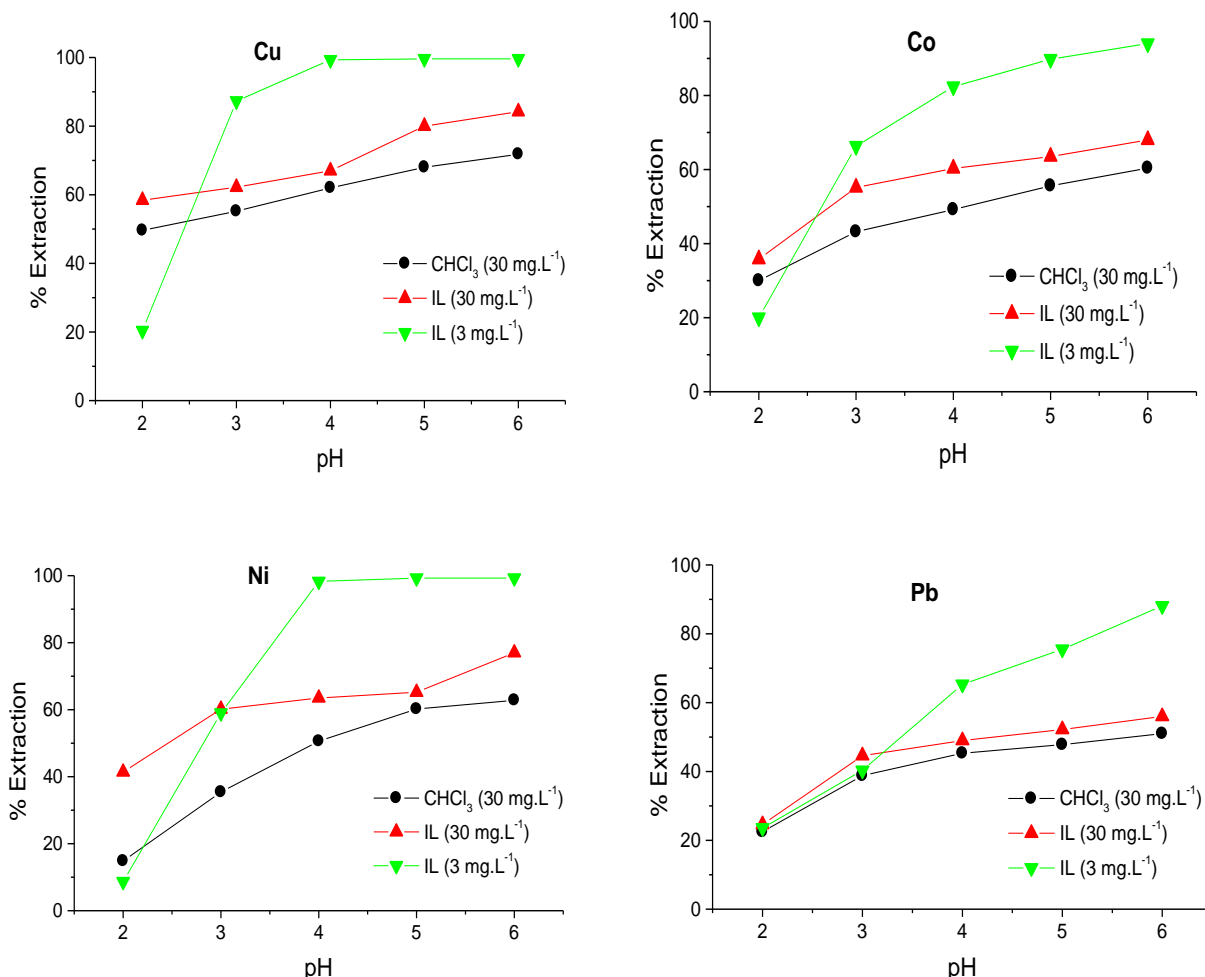 Cu
% Extraction
100
80
60
40
20
0
CHCl₃ (30 mg.L⁻¹)
IL (30 mg.L⁻¹)
IL (3 mg.L⁻¹)
2 3 4 5 6
pH
Co
% Extraction
100
80
60
40
20
0
CHCl₃ (30 mg.L⁻¹)
IL (30 mg.L⁻¹)
IL (3 mg.L⁻¹)
2 3 4 5 6
pH
Ni
% Extraction
100
80
60
40
20
0
CHCl₃ (30 mg.L⁻¹)
IL (30 mg.L⁻¹)
IL (3 mg.L⁻¹)
2 3 4 5 6
pH
Pb
% Extraction
100
80
60
40
20
0
CHCl₃ (30 mg.L⁻¹)
IL (30 mg.L⁻¹)
IL (3 mg.L⁻¹)
2 3 4 5 6
pH